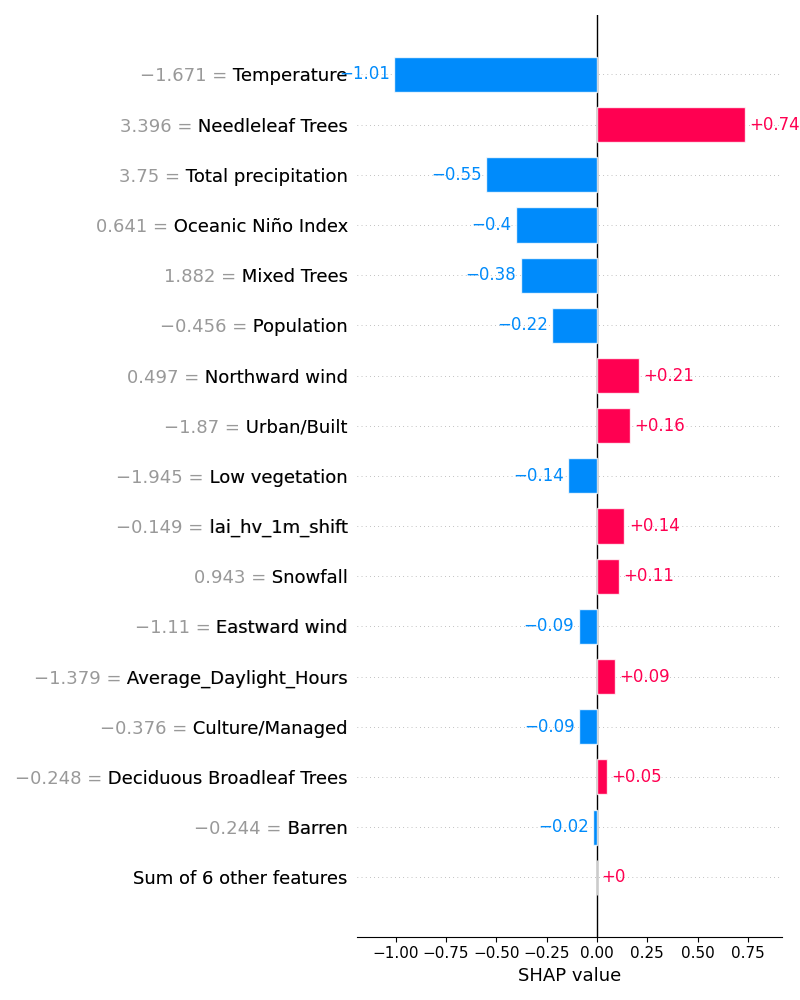 −1.671 = Temperature −1.01
3.396 = Needleleaf Trees +0.74
3.75 = Total precipitation −0.55
0.641 = Oceanic Niño Index −0.4
1.882 = Mixed Trees −0.38
−0.456 = Population −0.22
0.497 = Northward wind +0.21
−1.87 = Urban/Built +0.16
−1.945 = Low vegetation −0.14
−0.149 = lai_hv_1m_shift +0.14
0.943 = Snowfall +0.11
−1.11 = Eastward wind −0.09
−1.379 = Average_Daylight_Hours +0.09
−0.376 = Culture/Managed −0.09
−0.248 = Deciduous Broadleaf Trees +0.05
−0.244 = Barren −0.02
Sum of 6 other features +0
−1.00 −0.75 −0.50 −0.25 0.00 0.25 0.50 0.75
SHAP value